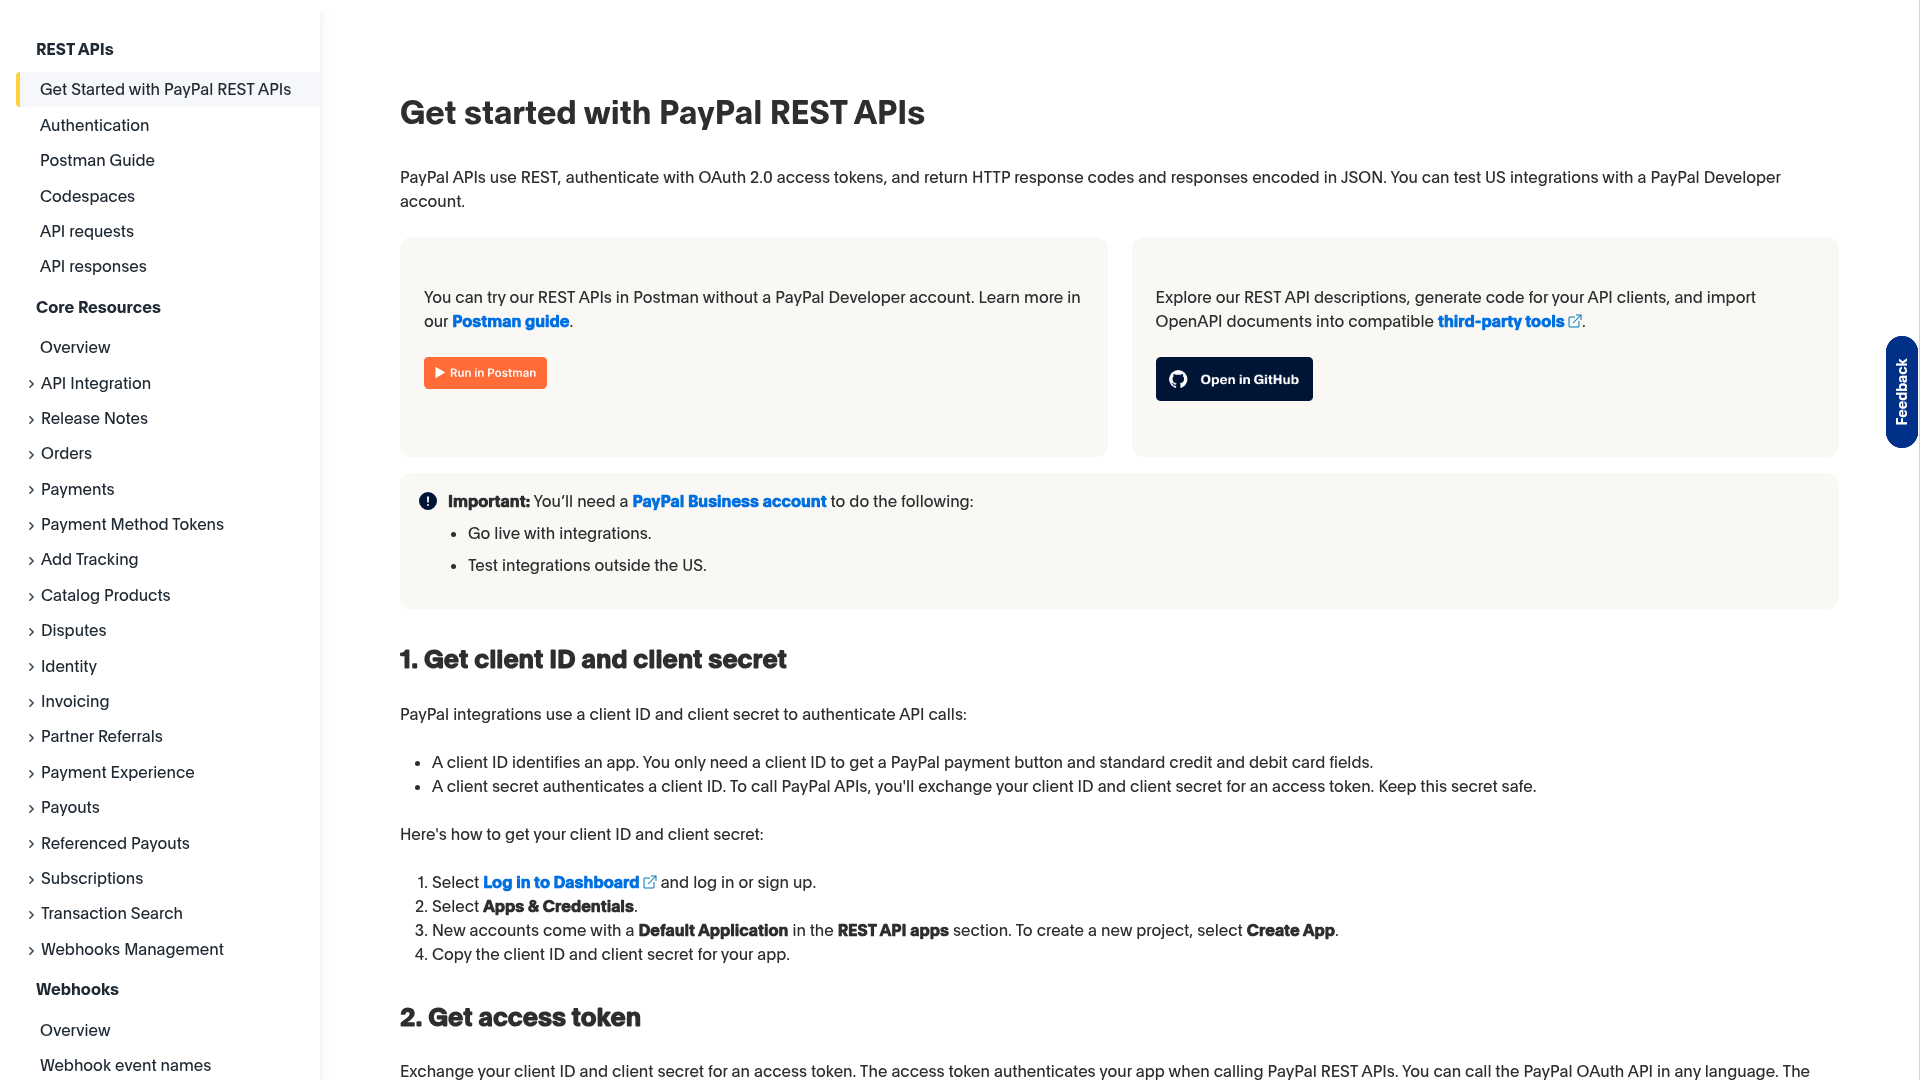 REST APIs
Get Started with PayPal REST APIs
Authentication
Postman Guide
Codespaces
API requests
API responses
Core Resources
Overview
API Integration
Release Notes
Orders
Payments
Payment Method Tokens
Add Tracking
Catalog Products
Disputes
Identity
Invoicing
Partner Referrals
Payment Experience
Payouts
Referenced Payouts
Subscriptions
Transaction Search
Webhooks Management
Webhooks
Overview
Webhook event names
Get started with PayPal REST APIs
PayPal APIs use REST, authenticate with OAuth 2.0 access tokens, and return HTTP response codes and responses encoded in JSON. You can test US integrations with a PayPal Developer
account.
You can try our REST APIs in Postman without a PayPal Developer account. Learn more in
our Postman guide.
Run in Postman
Explore our REST API descriptions, generate code for your API clients, and import
OpenAPI documents into compatible third-party tools.
Open in GitHub
Important: You’ll need a PayPal Business account to do the following:
• Go live with integrations.
• Test integrations outside the US.
1. Get client ID and client secret
PayPal integrations use a client ID and client secret to authenticate API calls:
• A client ID identifies an app. You only need a client ID to get a PayPal payment button and standard credit and debit card fields.
• A client secret authenticates a client ID. To call PayPal APIs, you'll exchange your client ID and client secret for an access token. Keep this secret safe.
Here's how to get your client ID and client secret:
1. Select Log in to Dashboard and log in or sign up.
2. Select Apps & Credentials.
3. New accounts come with a Default Application in the REST API apps section. To create a new project, select Create App.
4. Copy the client ID and client secret for your app.
2. Get access token
Exchange your client ID and client secret for an access token. The access token authenticates your app when calling PayPal REST APIs. You can call the PayPal OAuth API in any language. The
Feedback